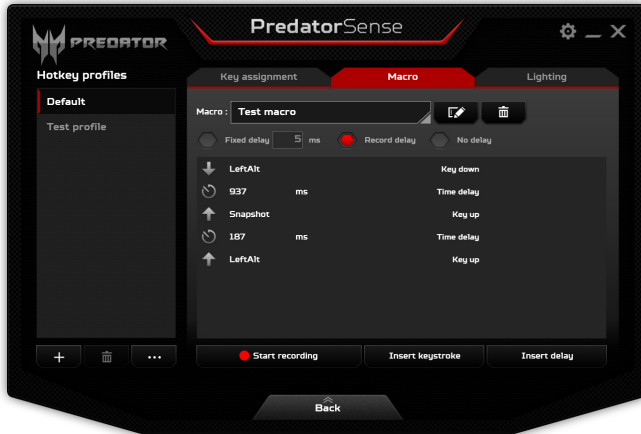 PredatorSense
PREDATOR
Hotkey profiles
Default
Test profile
Key assignment
Macro
Lighting
Macro : Test macro
Fixed delay 5 ms Record delay No delay
LeftAlt Key down
937 ms Time delay
Snapshot Key up
187 ms Time delay
LeftAlt Key up
Start recording Insert keystroke Insert delay
Back